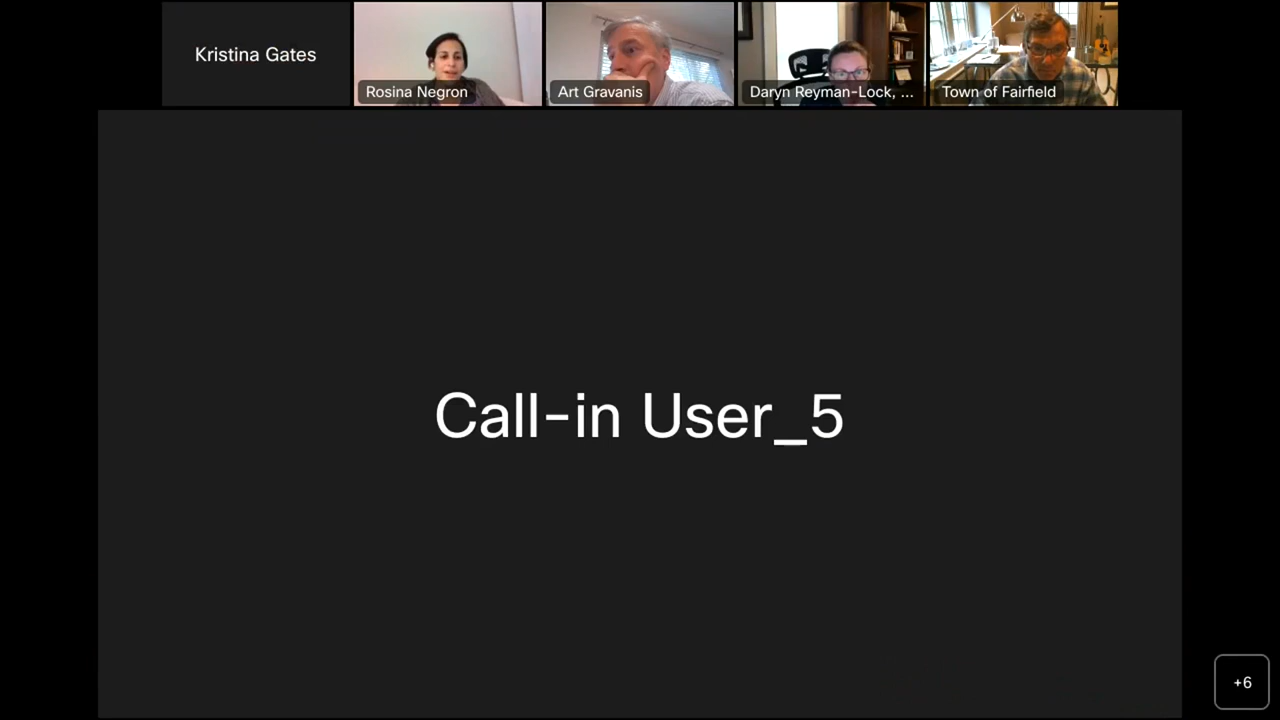 Kristina Gates
Rosina Negron
Art Gravanis
Daryn Reyman-Lock, ...
Town of Fairfield
Call-in User_5
+6